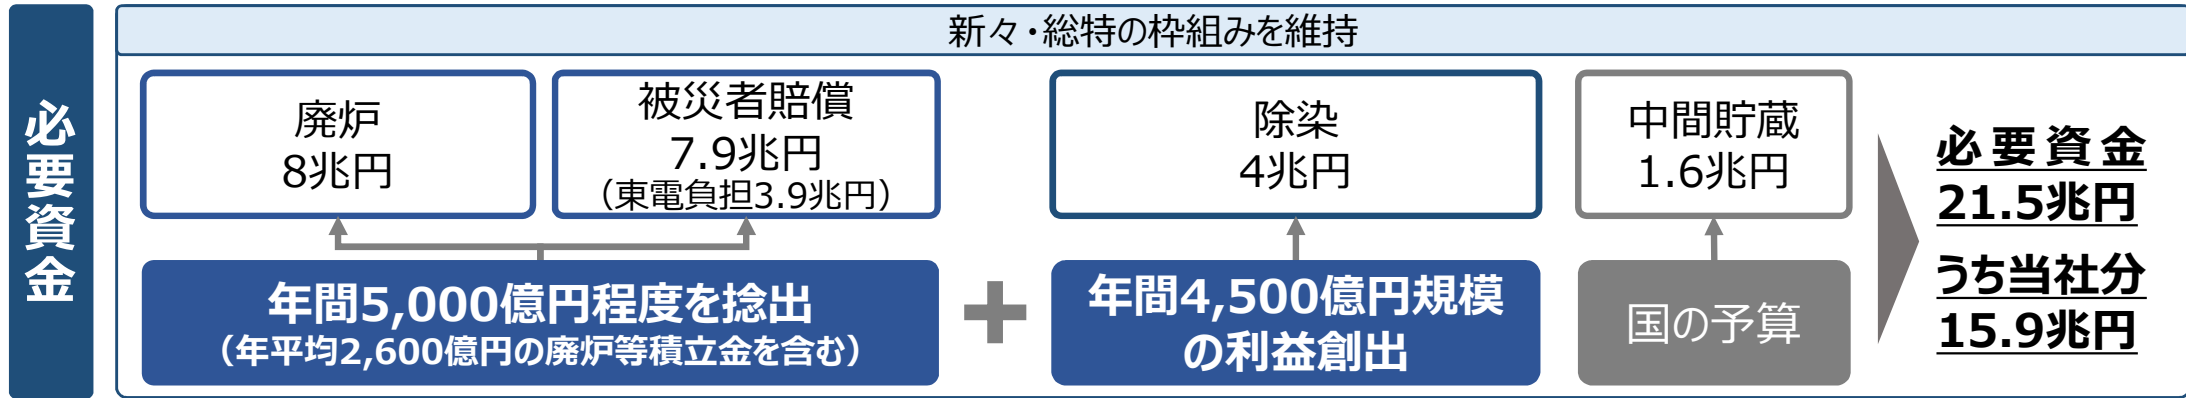 必要資金
新々・総特の枠組みを維持
廃炉
8兆円
被災者賠償
7.9兆円
（東電負担3.9兆円）
除染
4兆円
中間貯蔵
1.6兆円
年間5,000億円程度を捻出
（年平均2,600億円の廃炉等積立金を含む）
+
年間4,500億円規模
の利益創出
国の予算
必要資金
21.5兆円
うち当社分
15.9兆円